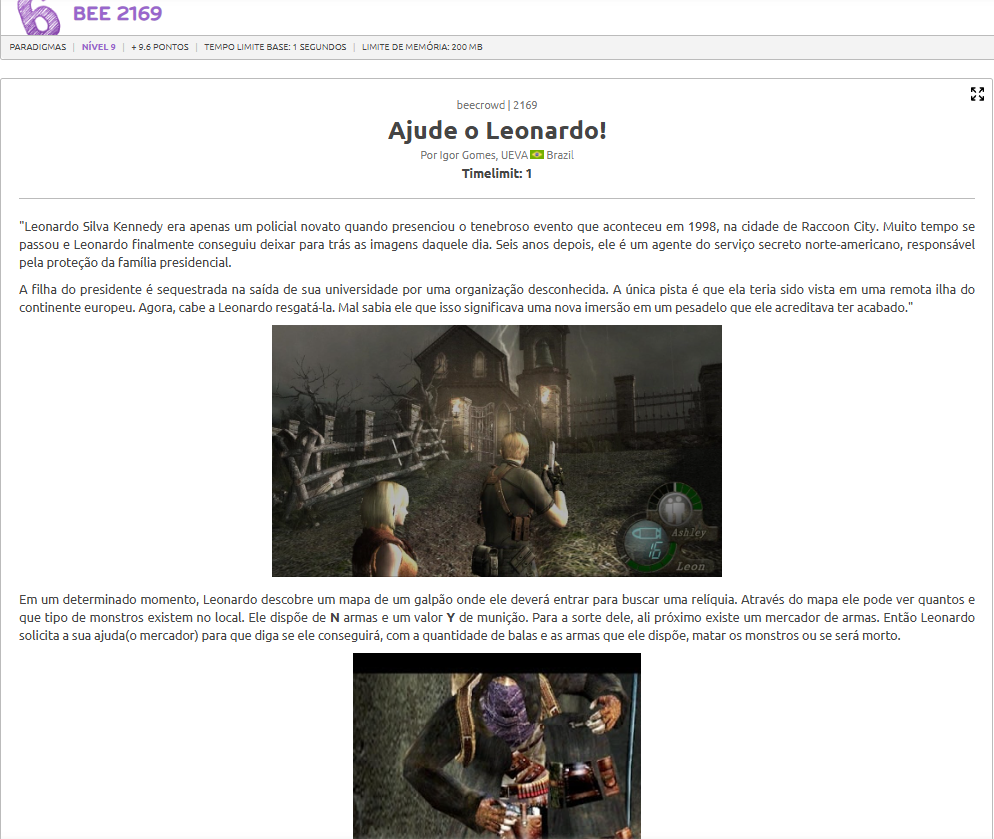 BEE 2169
PARADIGMAS | NÍVEL 9 | + 9.6 PONTOS | TEMPO LIMITE BASE: 1 SEGUNDOS | LIMITE DE MEMÓRIA: 200 MB
beecrowd | 2169
Ajude o Leonardo!
Por Igor Gomes, UEVA Brazil
Timelimit: 1
"Leonardo Silva Kennedy era apenas um policial novato quando presenciou o tenebroso evento que aconteceu em 1998, na cidade de Raccoon City. Muito tempo se
passou e Leonardo finalmente conseguiu deixar para trás as imagens daquele dia. Seis anos depois, ele é um agente do serviço secreto norte-americano, responsável
pela proteção da família presidencial.
A filha do presidente é sequestrada na saída de sua universidade por uma organização desconhecida. A única pista é que ela teria sido vista em uma remota ilha do
continente europeu. Agora, cabe a Leonardo resgatá-la. Mal sabia ele que isso significava uma nova imersão em um pesadelo que ele acreditava ter acabado."
Ashley
16
Leon
Em um determinado momento, Leonardo descobre um mapa de um galpão onde ele deverá entrar para buscar uma relíquia. Através do mapa ele pode ver quantos e
que tipo de monstros existem no local. Ele dispõe de N armas e um valor Y de munição. Para a sorte dele, ali próximo existe um mercador de armas. Então Leonardo
solicita a sua ajuda(o mercador) para que diga se ele conseguirá, com a quantidade de balas e as armas que ele dispõe, matar os monstros ou se será morto.